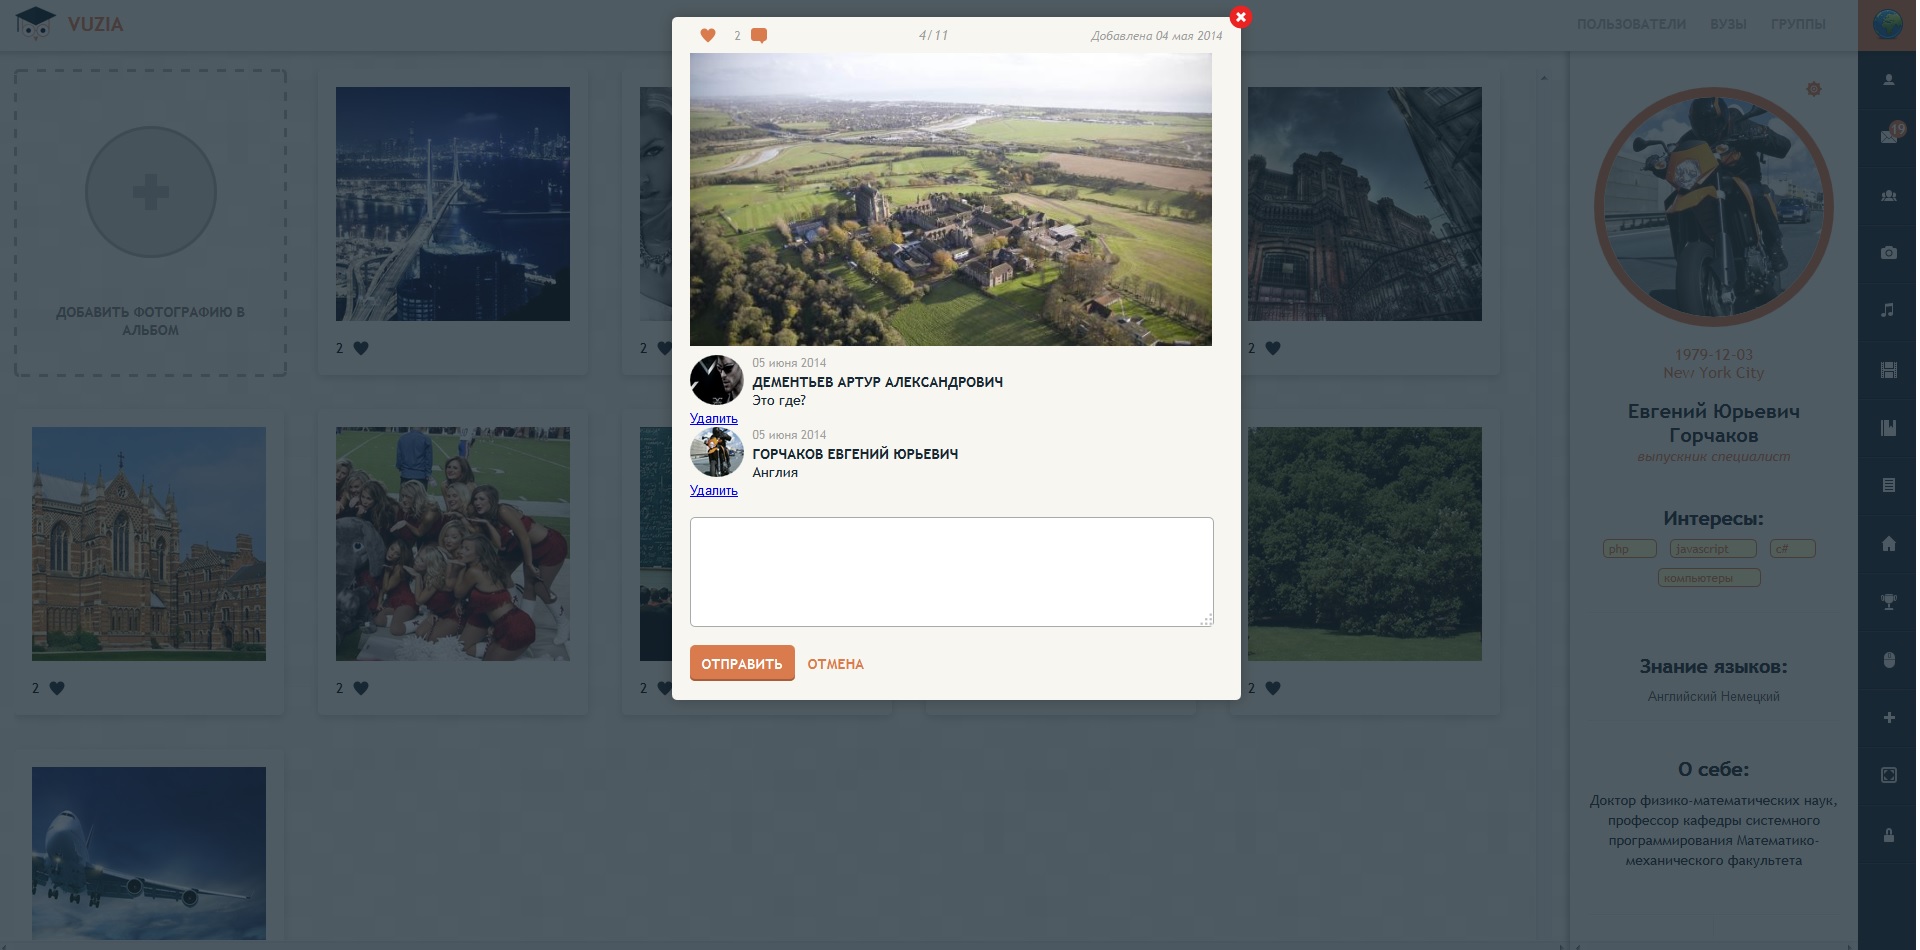 VUZIA
ПОЛЬЗОВАТЕЛИ ВУЗЫ ГРУППЫ
2
4/11
Добавлена 04 мая 2014
ДОБАВИТЬ ФОТОГРАФИЮ В
АЛЬБОМ
2
2
2
05 июня 2014
ДЕМЕНТЬЕВ АРТУР АЛЕКСАНДРОВИЧ
Это где?
Удалить
05 июня 2014
ГОРЧАКОВ ЕВГЕНИЙ ЮРЬЕВИЧ
Англия
Удалить
ОТПРАВИТЬ ОТМЕНА
2
2
2
2
19
1979-12-03
New York City
Евгений Юрьевич
Горчаков
выпускник специалист
Интересы:
php javascript c#
компьютеры
Знание языков:
Английский Немецкий
О себе:
Доктор физико-математических наук,
профессор кафедры системного
программирования Математико-
механического факультета